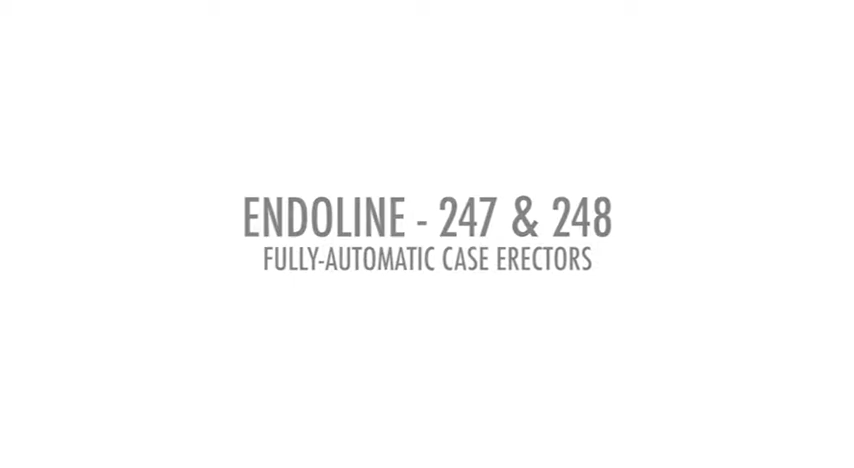 ENDOLINE - 247 & 248
FULLY-AUTOMATIC CASE ERECTORS